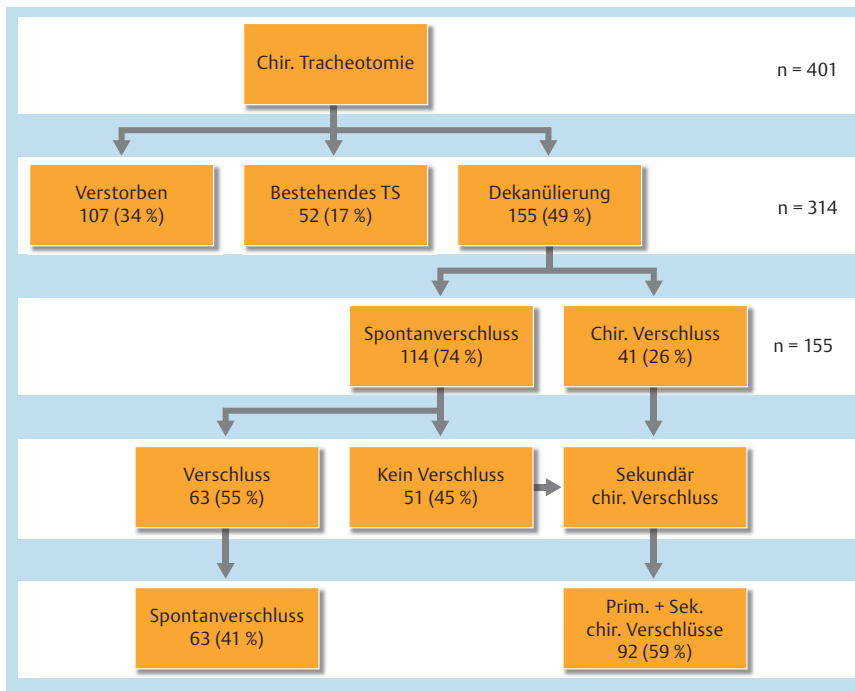 Chir. Tracheotomie
n = 401
Verstorben
107 (34 %)
Bestehendes TS
52 (17 %)
Dekanülierung
155 (49 %)
n = 314
Spontanverschluss
114 (74 %)
Chir. Verschluss
41 (26 %)
n = 155
Verschluss
63 (55 %)
Kein Verschluss
51 (45 %)
Sekundär
chir. Verschluss
Spontanverschluss
63 (41 %)
Prim. + Sek.
chir. Verschlüsse
92 (59 %)